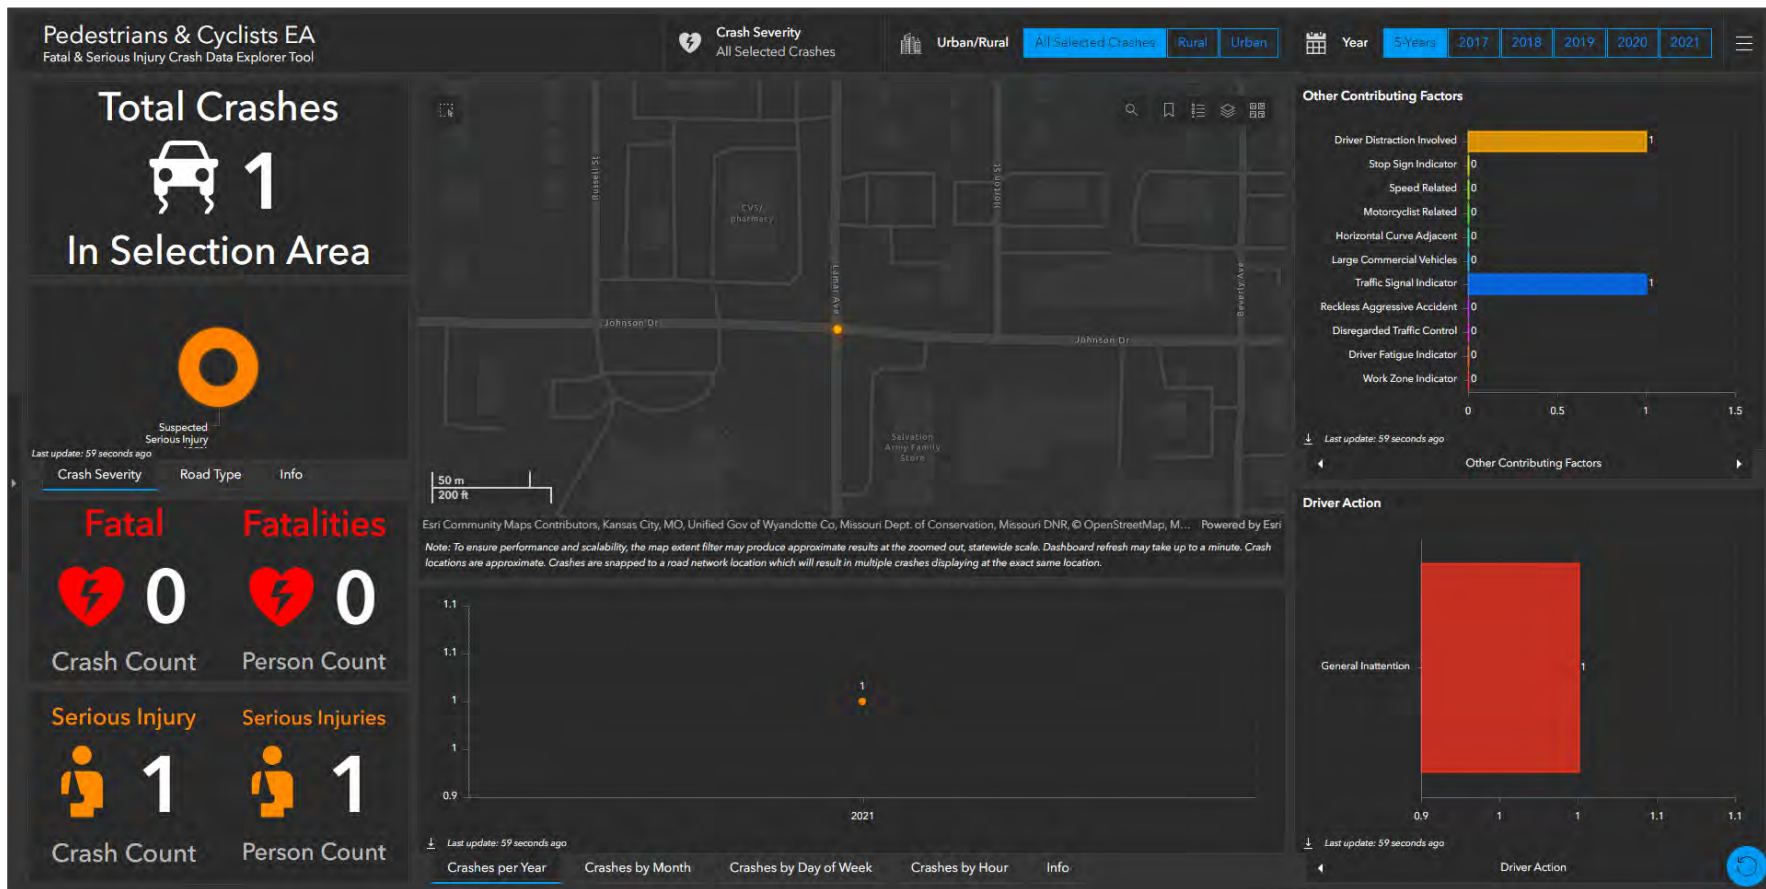 Pedestrians & Cyclists EA
Fatal & Serious Injury Crash Data Explorer Tool
Crash Severity
All Selected Crashes
Urban/Rural
All Selected Crashes
Rural
Urban
Year
5-Years
2017
2018
2019
2020
2021
Total Crashes
1
In Selection Area
Suspected
Serious Injury
Last update: 59 seconds ago
Crash Severity
Road Type
Info
Fatal
0
Crash Count
Fatalities
0
Person Count
Serious Injury
1
Crash Count
Serious Injuries
1
Person Count
Russell St
CVS/
pharmacy
Lamar Ave
Horton St
Beverly Ave
Johnson Dr
Johnson Dr
Salvation
Army Family
Store
50 m
200 ft
Esri Community Maps Contributors, Kansas City, MO, Unified Gov of Wyandotte Co, Missouri Dept. of Conservation, Missouri DNR, © OpenStreetMap, M...
Powered by Esri
Note: To ensure performance and scalability, the map extent filter may produce approximate results at the zoomed out, statewide scale. Dashboard refresh may take up to a minute. Crash
locations are approximate. Crashes are snapped to a road network location which will result in multiple crashes displaying at the exact same location.
1.1
1.1
1
1
0.9
1
2021
Last update: 59 seconds ago
Crashes per Year
Crashes by Month
Crashes by Day of Week
Crashes by Hour
Info
Other Contributing Factors
Driver Distraction Involved 1
Stop Sign Indicator 0
Speed Related 0
Motorcyclist Related 0
Horizontal Curve Adjacent 0
Large Commercial Vehicles 0
Traffic Signal Indicator 1
Reckless Aggressive Accident 0
Disregarded Traffic Control 0
Driver Fatigue Indicator 0
Work Zone Indicator 0
0 0.5 1 1.5
Last update: 59 seconds ago
Other Contributing Factors
Driver Action
General Inattention 1
0.9 1 1 1.1 1.1
Last update: 59 seconds ago
Driver Action